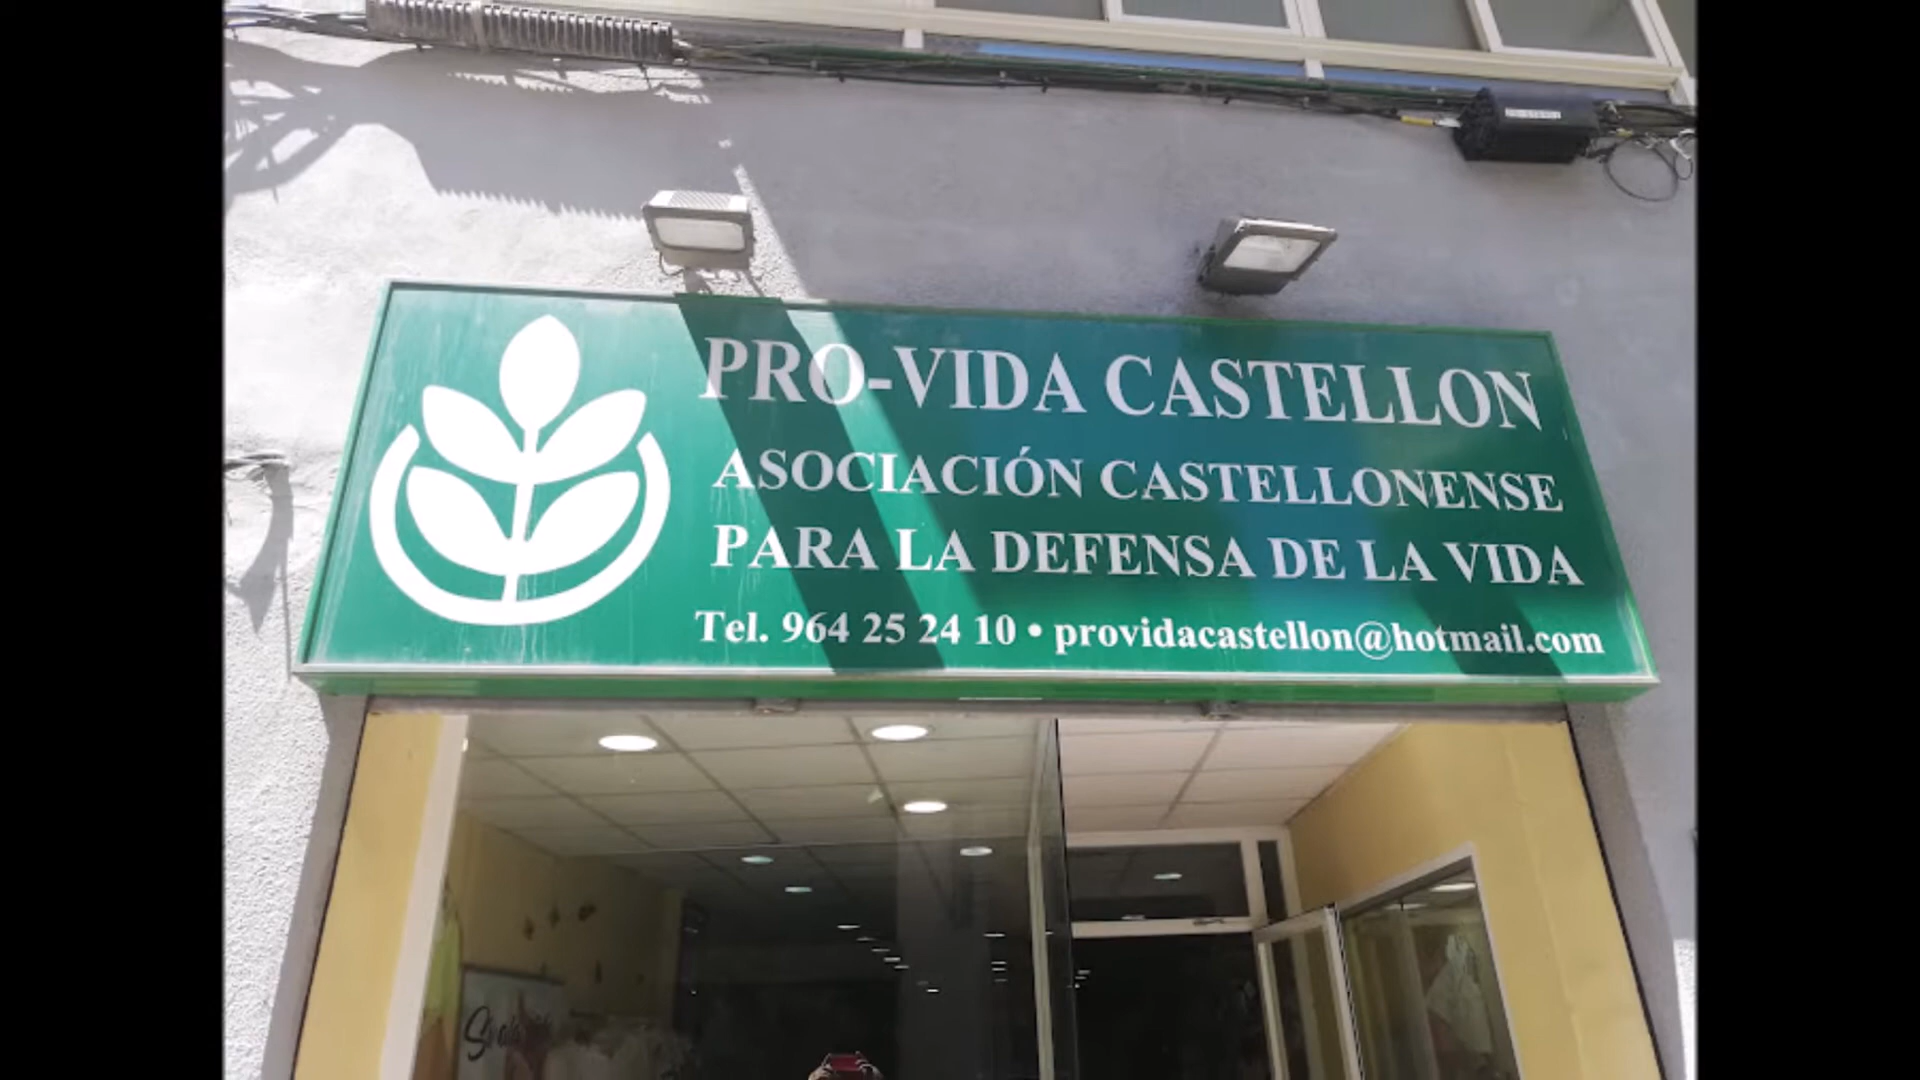 PRO-VIDA CASTELLON
ASOCIACIÓN CASTELLONENSE
PARA LA DEFENSA DE LA VIDA
Tel. 964 25 24 10 • providacastellon@hotmail.com